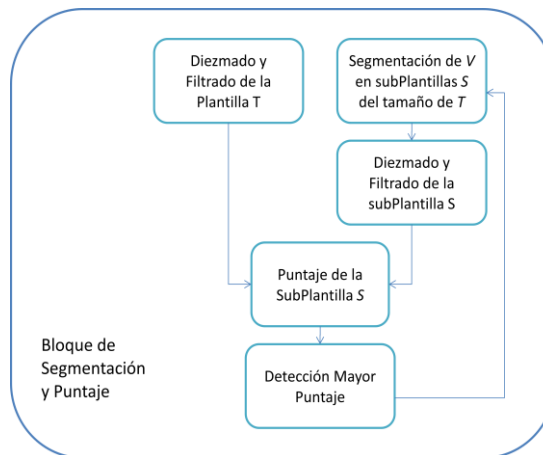 Diezmado y
Filtrado de la
Plantilla T
Segmentación de V
en subPlantillas S
del tamaño de T
Diezmado y
Filtrado de la
subPlantilla S
Puntaje de la
SubPlantilla S
Detección Mayor
Puntaje
Bloque de
Segmentación
y Puntaje